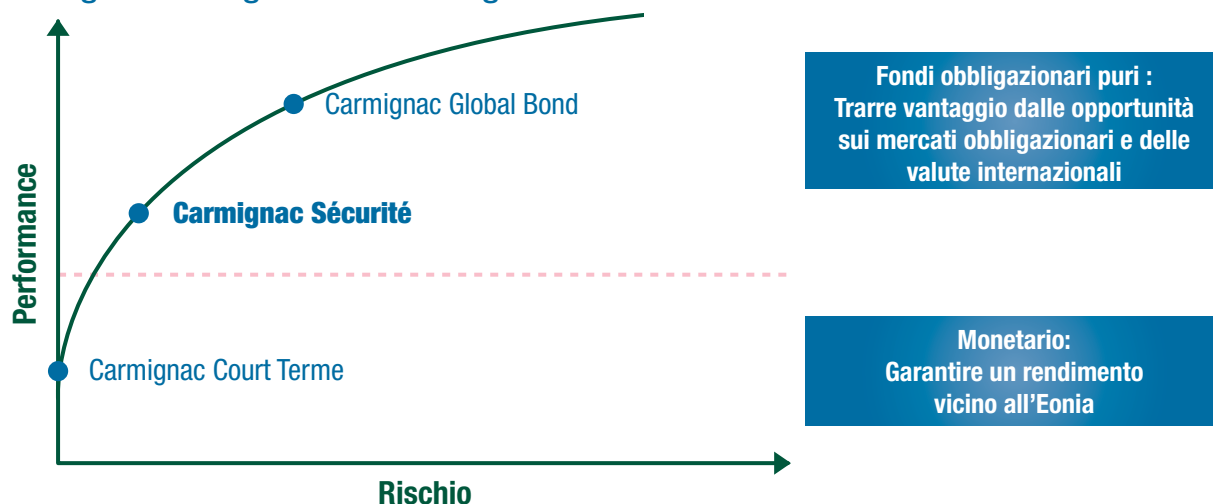 Carmignac Global Bond
Carmignac Sécurité
Carmignac Court Terme
Performance
Rischio
Fondi obbligazionari puri :
Trarre vantaggio dalle opportunità
sui mercati obbligazionari e delle
valute internazionali
Monetario:
Garantire un rendimento
vicino all'Eonia